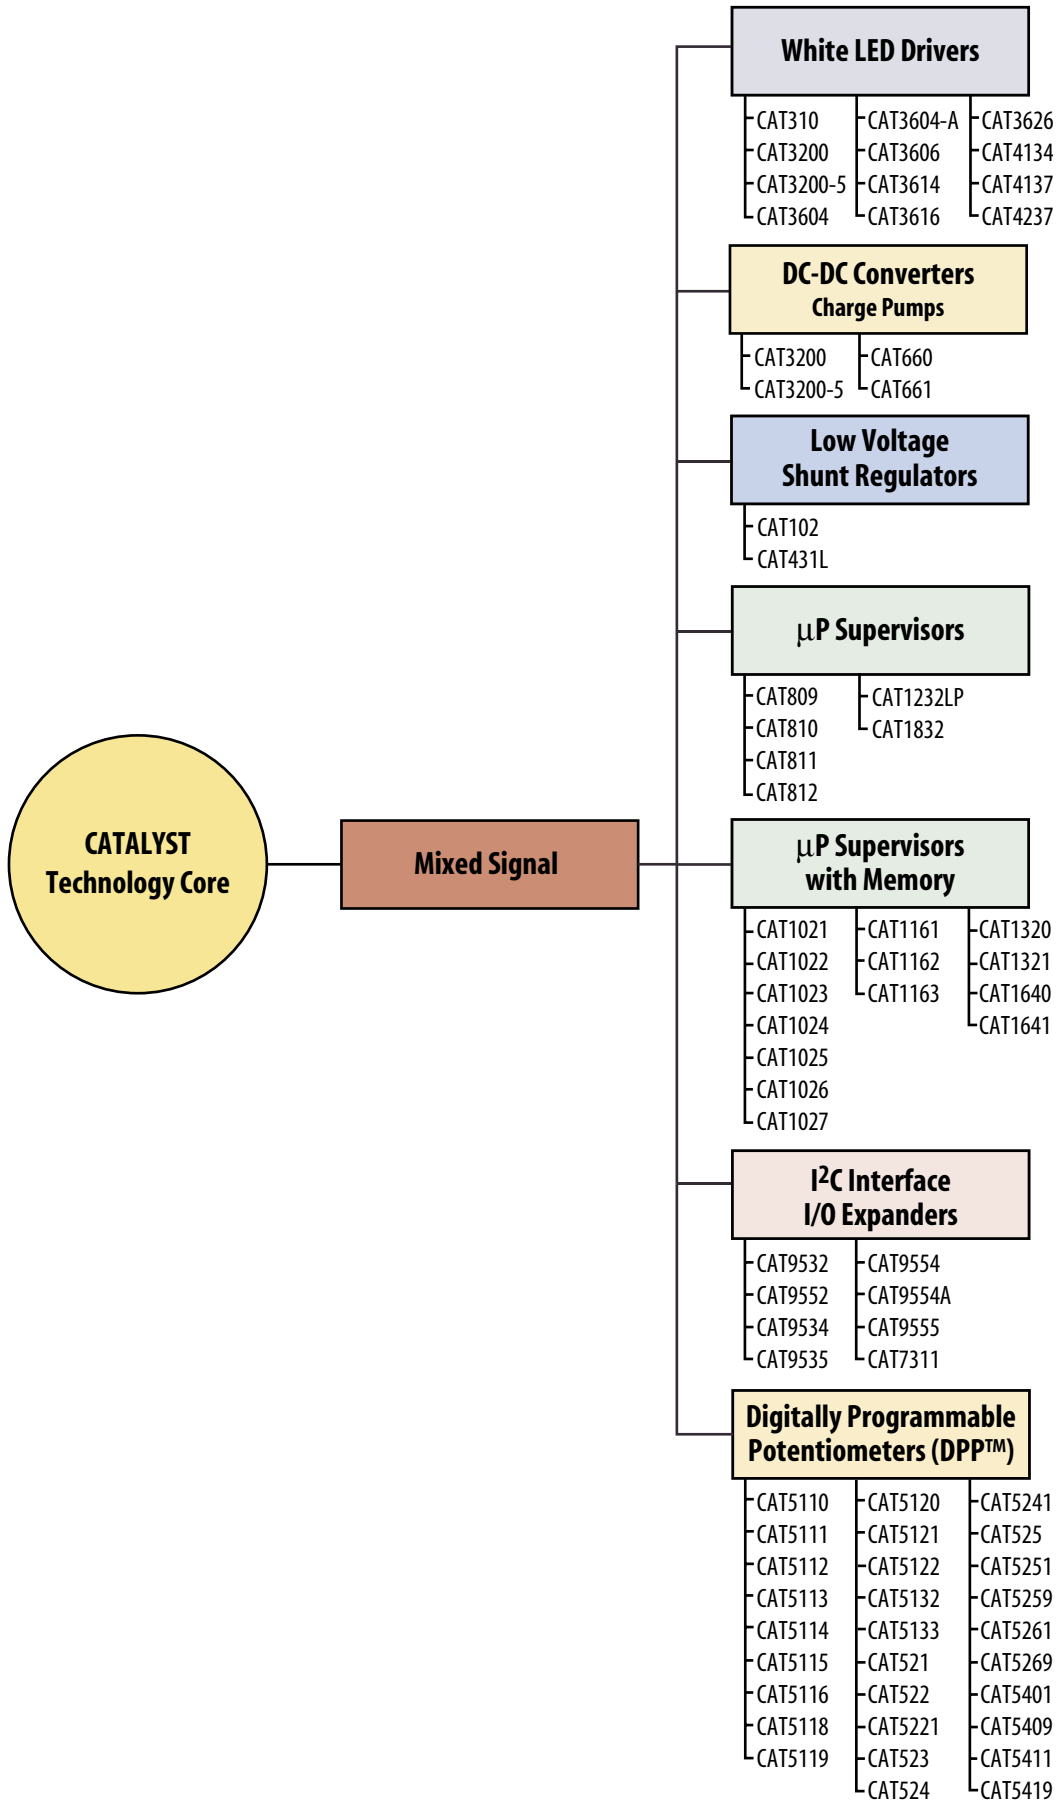 CATALYST
Technology Core
Mixed Signal
White LED Drivers
CAT310
CAT3200
CAT3200-5
CAT3604
CAT3604-A
CAT3606
CAT3614
CAT3616
CAT3626
CAT4134
CAT4137
CAT4237
DC-DC Converters
Charge Pumps
CAT3200
CAT3200-5
CAT660
CAT661
Low Voltage
Shunt Regulators
CAT102
CAT431L
µP Supervisors
CAT809
CAT810
CAT811
CAT812
CAT1232LP
CAT1832
µP Supervisors
with Memory
CAT1021
CAT1022
CAT1023
CAT1024
CAT1025
CAT1026
CAT1027
CAT1161
CAT1162
CAT1163
CAT1320
CAT1321
CAT1640
CAT1641
I²C Interface
I/O Expanders
CAT9532
CAT9552
CAT9534
CAT9535
CAT9554
CAT9554A
CAT9555
CAT7311
Digitally Programmable
Potentiometers (DPP™)
CAT5110
CAT5111
CAT5112
CAT5113
CAT5114
CAT5115
CAT5116
CAT5118
CAT5119
CAT5120
CAT5121
CAT5122
CAT5132
CAT5133
CAT521
CAT522
CAT5221
CAT523
CAT524
CAT5241
CAT525
CAT5251
CAT5259
CAT5261
CAT5269
CAT5401
CAT5409
CAT5411
CAT5419